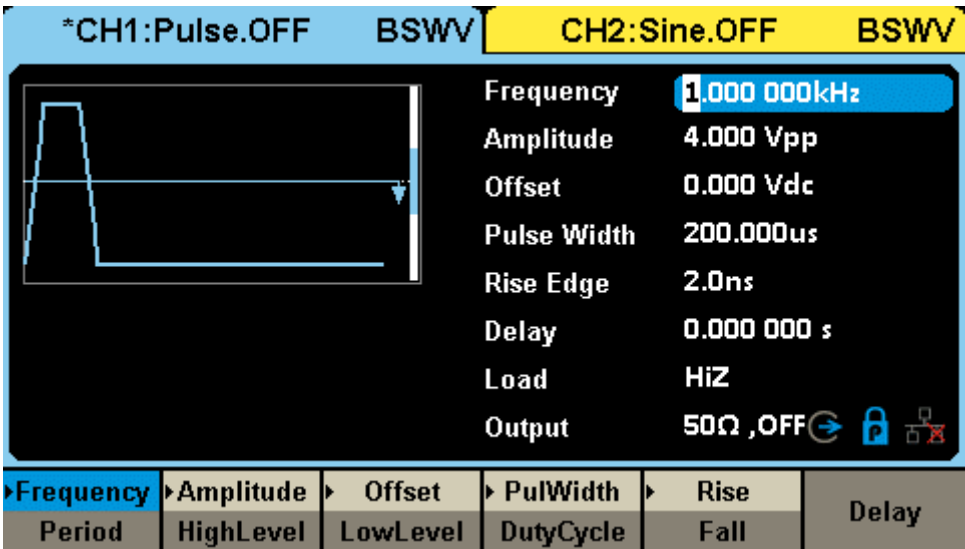 *CH1:Pulse.OFF BSWV CH2:Sine.OFF BSWV
Frequency 1.000 000kHz
Amplitude 4.000 Vpp
Offset 0.000 Vdc
Pulse Width 200.000us
Rise Edge 2.0ns
Delay 0.000 000 s
Load HiZ
Output 50Ω ,OFF P
Frequency Amplitude Offset PulWidth Rise Delay
Period HighLevel LowLevel DutyCycle Fall